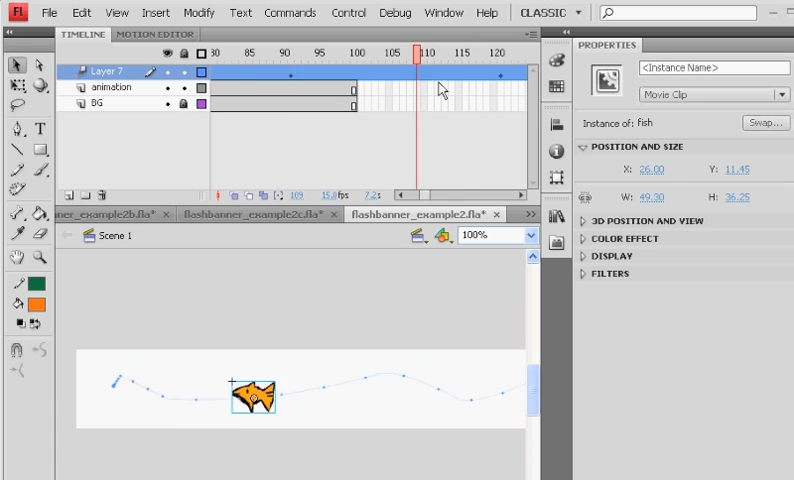 Fl File Edit View Insert Modify Text Commands Control Debug Window Help CLASSIC
TIMELINE MOTION EDITOR
PROPERTIES
80 85 90 95 100 105 110 115 120
Layer 7
animation
BG
<Instance Name>
Movie Clip
Instance of: fish Swap...
POSITION AND SIZE
X: 26.00 Y: 11.45
W: 49.30 H: 36.25
3D POSITION AND VIEW
COLOR EFFECT
DISPLAY
FILTERS
109 15.0fps 7.2s
nner_example2b.fla* × flashbanner_example2c.fla* × flashbanner_example2.fla* ×
Scene 1 100%
T